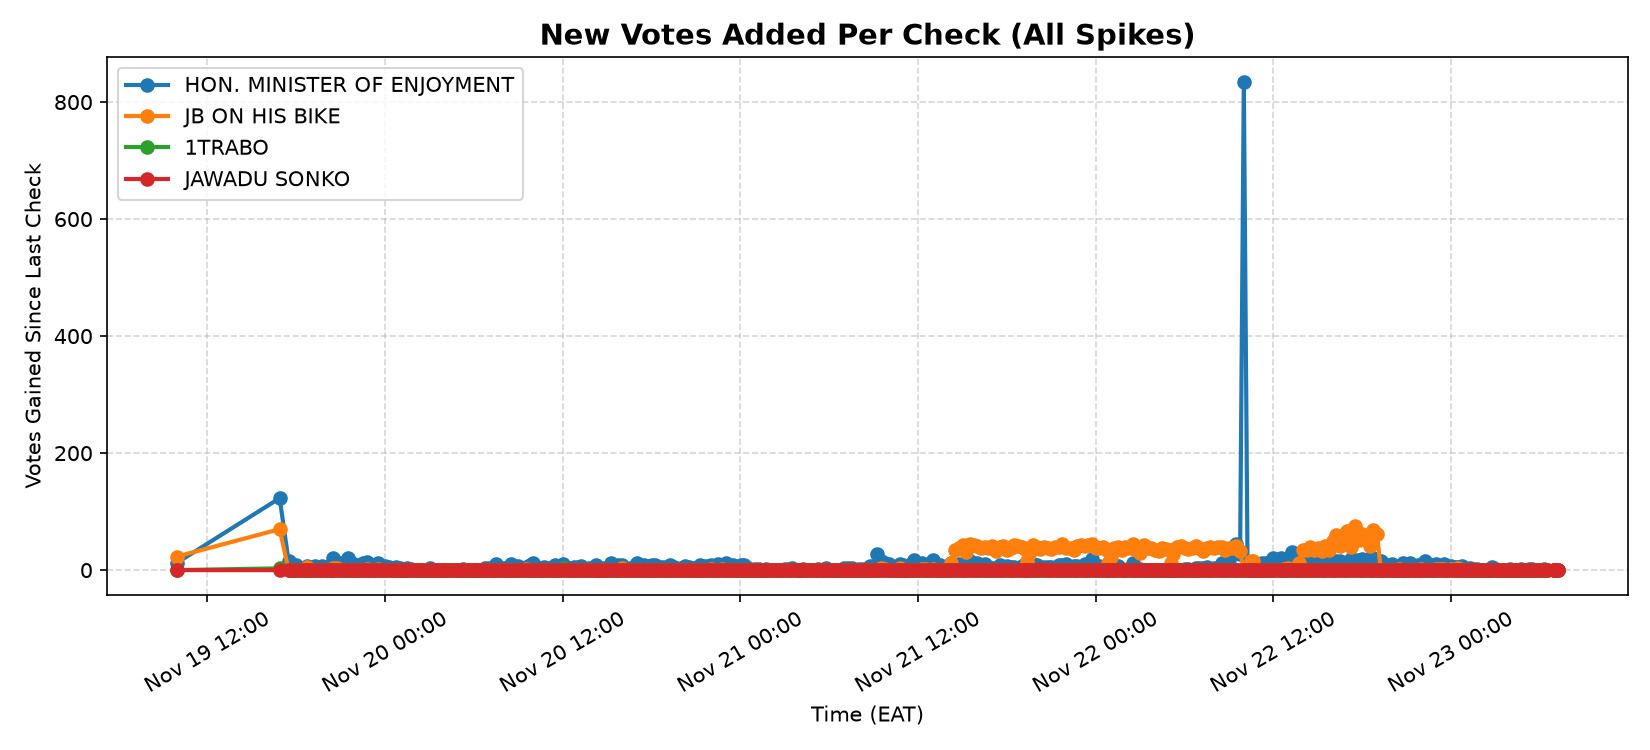 New Votes Added Per Check (All Spikes)
HON. MINISTER OF ENJOYMENT
JB ON HIS BIKE
1TRABO
JAWADU SONKO
Votes Gained Since Last Check
800
600
400
200
0
Nov 19 12:00
Nov 20 00:00
Nov 20 12:00
Nov 21 00:00
Nov 21 12:00
Nov 22 00:00
Nov 22 12:00
Nov 23 00:00
Time (EAT)